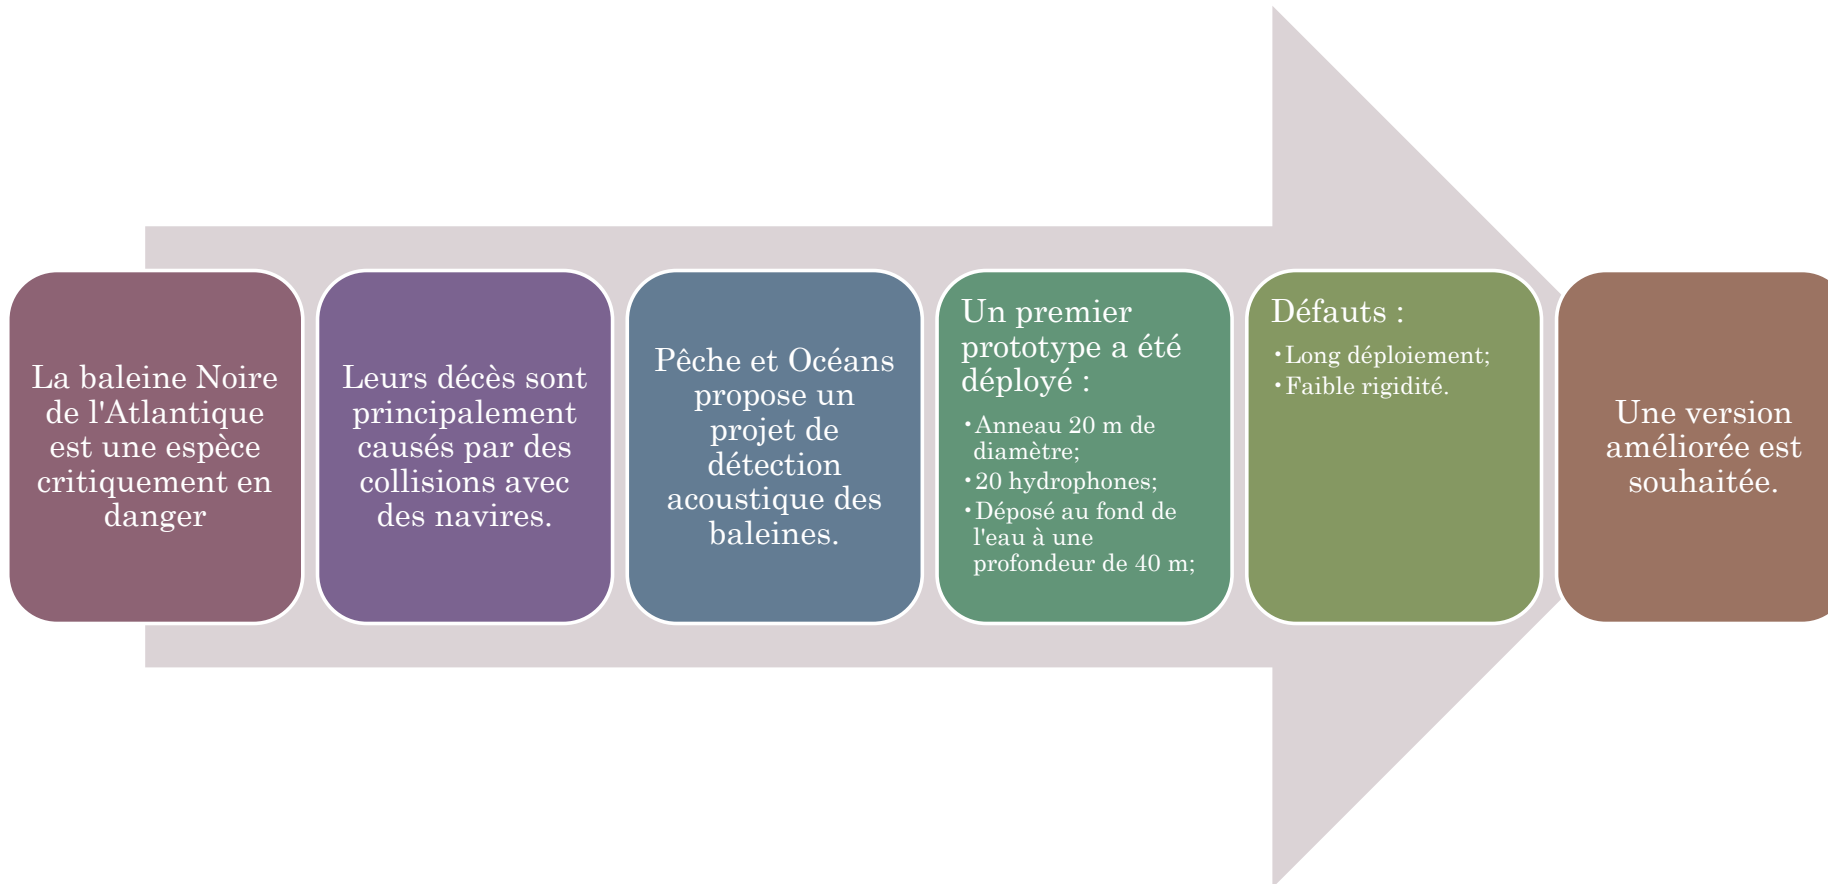 La baleine Noire
de l'Atlantique
est une espèce
critiquement en
danger
Leurs décès sont
principalement
causés par des
collisions avec
des navires.
Pêche et Océans
propose un
projet de
détection
acoustique des
baleines.
Un premier
prototype a été
déployé :
•Anneau 20 m de
diamètre;
•20 hydrophones;
•Déposé au fond de
l'eau à une
profondeur de 40 m;
Défauts :
•Long déploiement;
•Faible rigidité.
Une version
améliorée est
souhaitée.